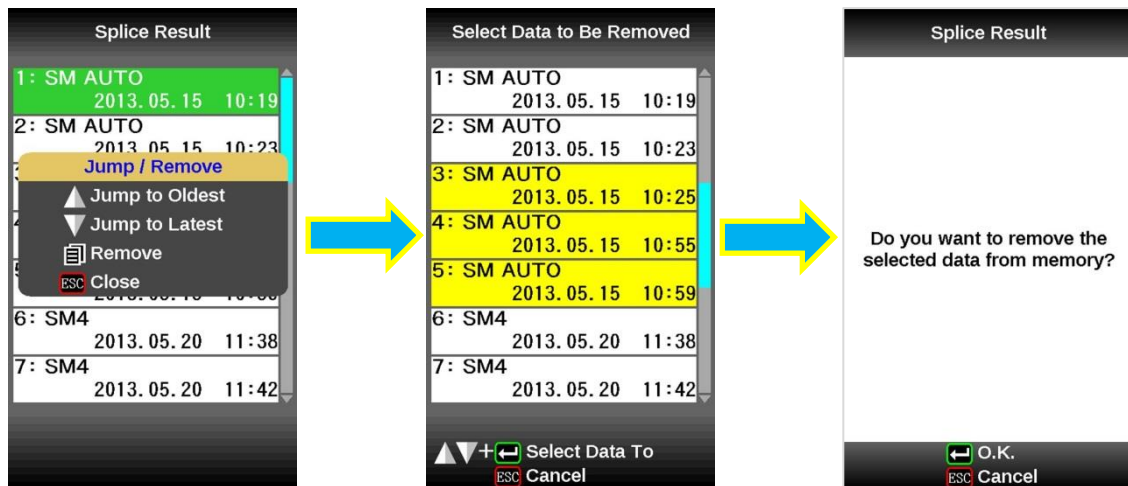 Splice Result
1: SM AUTO
2013.05.15 10:19
2: SM AUTO
2013.05.15 10:23
Jump / Remove
Jump to Oldest
Jump to Latest
Remove
ESC Close
6: SM4
2013.05.20 11:38
7: SM4
2013.05.20 11:42
Select Data to Be Removed
1: SM AUTO
2013.05.15 10:19
2: SM AUTO
2013.05.15 10:23
3: SM AUTO
2013.05.15 10:25
4: SM AUTO
2013.05.15 10:55
5: SM AUTO
2013.05.15 10:59
6: SM4
2013.05.20 11:38
7: SM4
2013.05.20 11:42
+ Select Data To
ESC Cancel
Splice Result
Do you want to remove the
selected data from memory?
O.K.
ESC Cancel